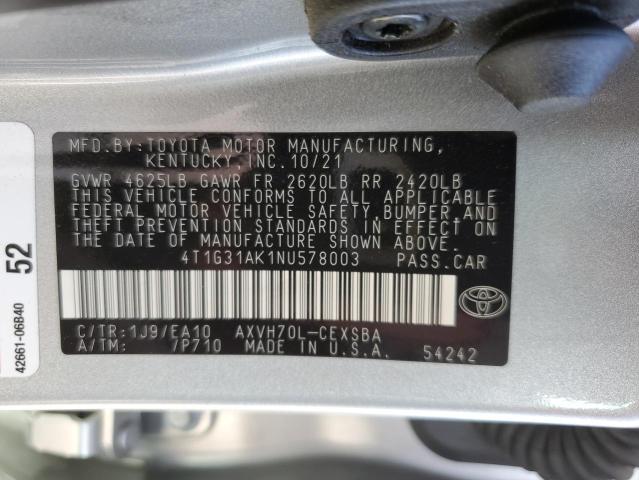 MFD.BY:TOYOTA MOTOR MANUFACTURING,
KENTUCKY, INC. 10/21
GVWR 4625LB GAWR FR 2620LB RR 2420LB
THIS VEHICLE CONFORMS TO ALL APPLICABLE
FEDERAL MOTOR VEHICLE SAFETY, BUMPER, AND
THEFT PREVENTION STANDARDS IN EFFECT ON
THE DATE OF MANUFACTURE SHOWN ABOVE.
4T1G31AK1NU578003 PASS.CAR
C/TR:1J9/EA10 AXVH70L-CEXSBA
A/TM: /P710 MADE IN U.S.A. 54242
52
42661-06B40